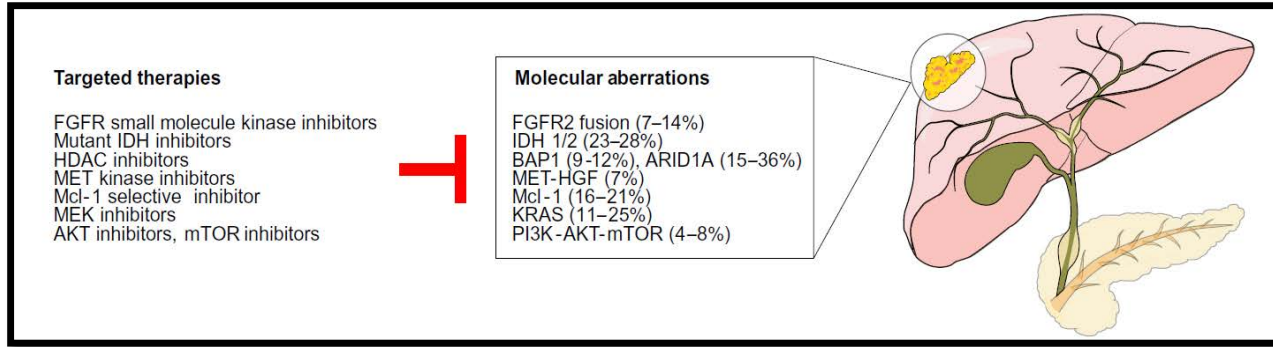 Targeted therapies
FGFR small molecule kinase inhibitors
Mutant IDH inhibitors
HDAC inhibitors
MET kinase inhibitors
Mcl-1 selective inhibitor
MEK inhibitors
AKT inhibitors, mTOR inhibitors
Molecular aberrations
FGFR2 fusion (7–14%)
IDH 1/2 (23–28%)
BAP1 (9-12%), ARID1A (15–36%)
MET-HGF (7%)
Mcl-1 (16–21%)
KRAS (11–25%)
PI3K-AKT-mTOR (4–8%)